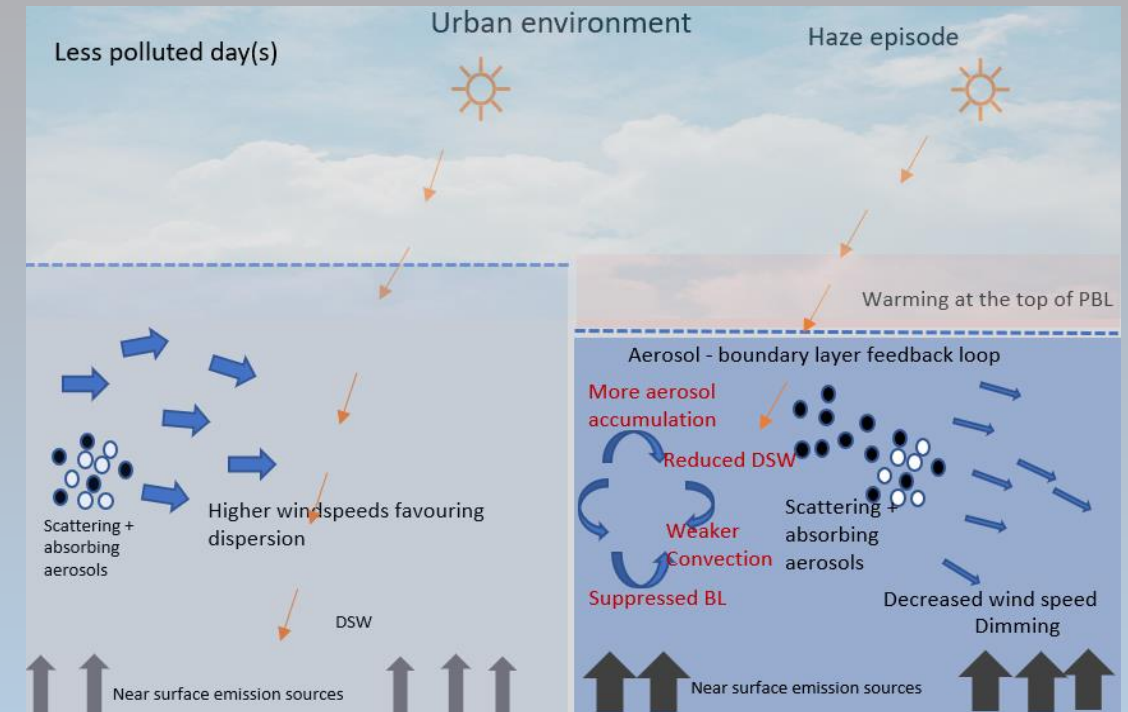 Urban environment
Less polluted day(s)
Haze episode
Warming at the top of PBL
Aerosol - boundary layer feedback loop
More aerosol
accumulation
Reduced DSW
Weaker
Convection
Suppressed BL
Scattering +
absorbing
aerosols
Decreased wind speed
Dimming
Near surface emission sources
Higher windspeeds favouring
dispersion
Scattering +
absorbing
aerosols
DSW
Near surface emission sources